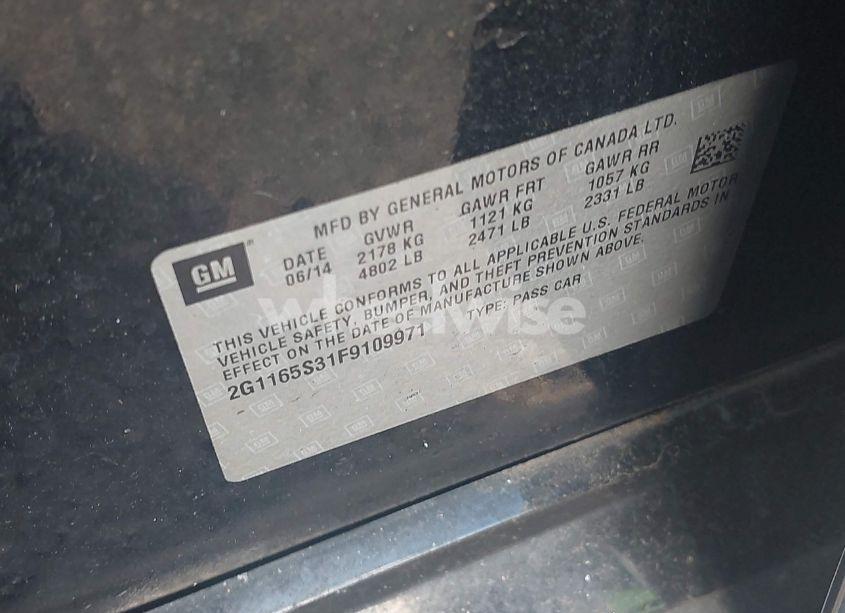 MFD BY GENERAL MOTORS OF CANADA LTD.
DATE GVWR GAWR FRT GAWR RR
06/14 2178 KG 1121 KG 1057 KG
4802 LB 2471 LB 2331 LB
GM
THIS VEHICLE CONFORMS TO ALL APPLICABLE U.S. FEDERAL MOTOR
VEHICLE SAFETY, BUMPER, AND THEFT PREVENTION STANDARDS IN
EFFECT ON THE DATE OF MANUFACTURE SHOWN ABOVE.
2G1165S31F9109971 TYPE: PASS CAR